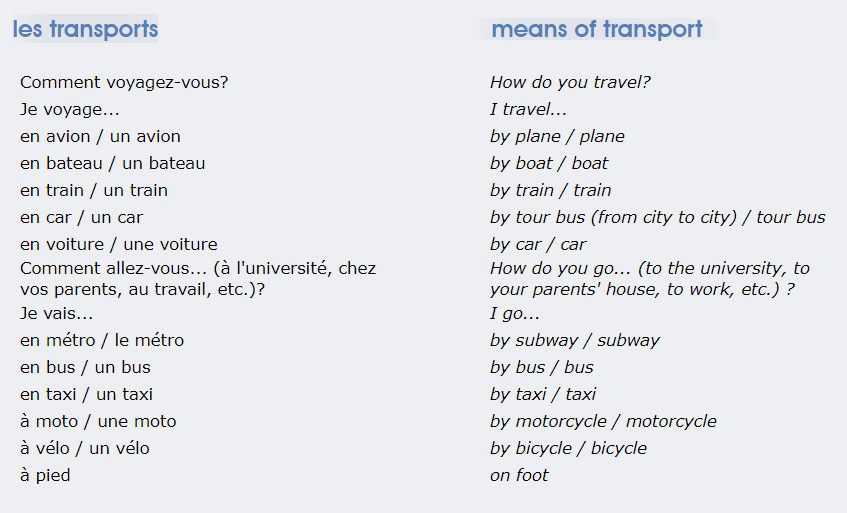 les transports
means of transport
Comment voyagez-vous?
How do you travel?
Je voyage...
I travel...
en avion / un avion
by plane / plane
en bateau / un bateau
by boat / boat
en train / un train
by train / train
en car / un car
by tour bus (from city to city) / tour bus
en voiture / une voiture
by car / car
Comment allez-vous... (à l'université, chez
vos parents, au travail, etc.)?
How do you go... (to the university, to
your parents' house, to work, etc.) ?
Je vais...
I go...
en métro / le métro
by subway / subway
en bus / un bus
by bus / bus
en taxi / un taxi
by taxi / taxi
à moto / une moto
by motorcycle / motorcycle
à vélo / un vélo
by bicycle / bicycle
à pied
on foot